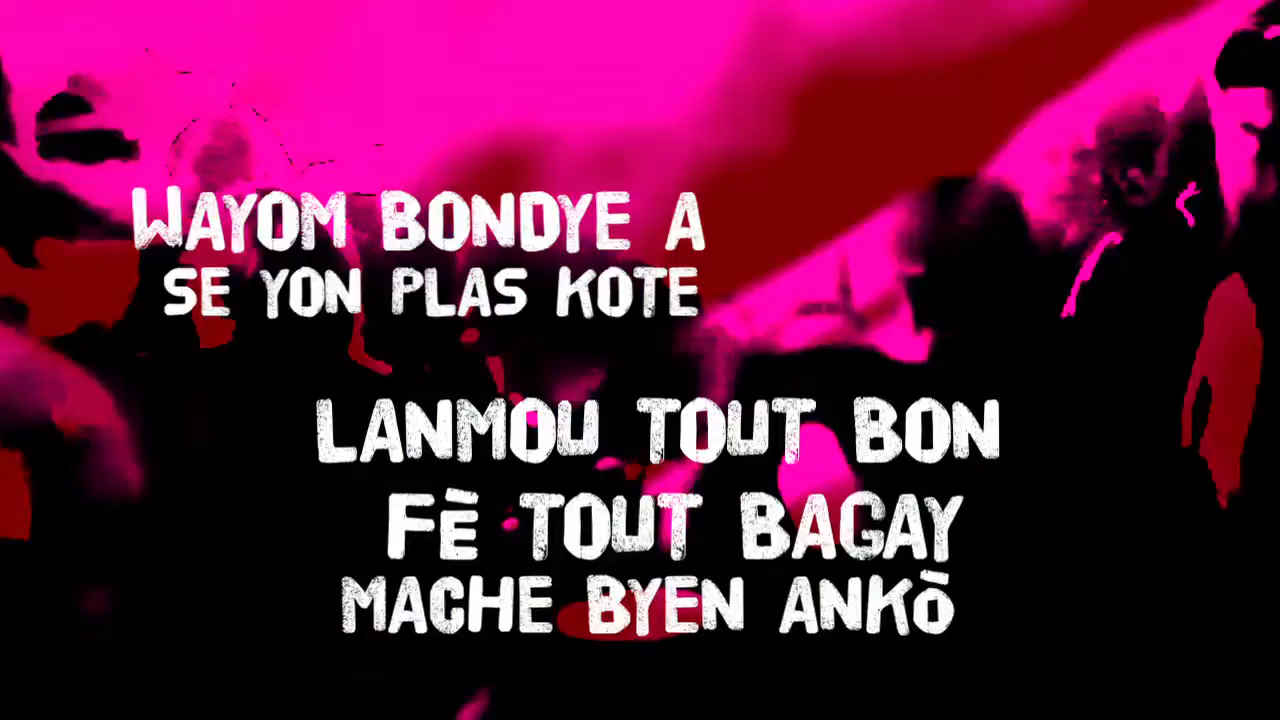 WAYOM BONDYE A
SE YON PLAS KOTE
LANMOU TOUT BON
FÈ TOUT BAGAY
MACHE BYEN ANKÒ